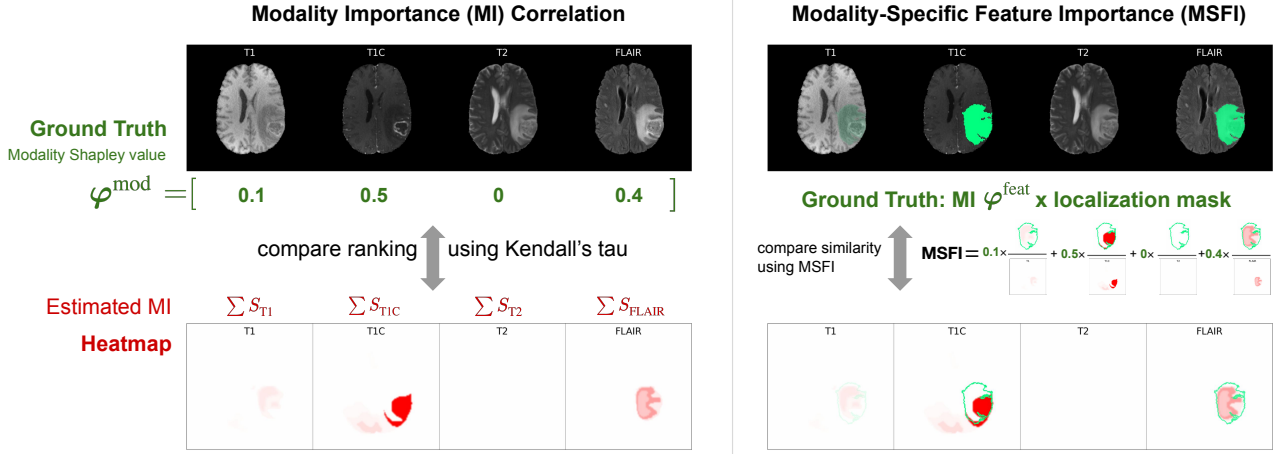 Modality Importance (MI) Correlation
T1 T1C T2 FLAIR
Ground Truth
Modality Shapley value
φ^mod = [ 0.1 0.5 0 0.4 ]
compare ranking using Kendall's tau
Estimated MI ∑ S_T1 ∑ S_T1C ∑ S_T2 ∑ S_FLAIR
Heatmap
T1 T1C T2 FLAIR
Modality-Specific Feature Importance (MSFI)
T1 T1C T2 FLAIR
Ground Truth: MI φ^feat x localization mask
compare similarity
using MSFI
MSFI = 0.1× + 0.5× + 0× +0.4×
T1 T1C T2 FLAIR